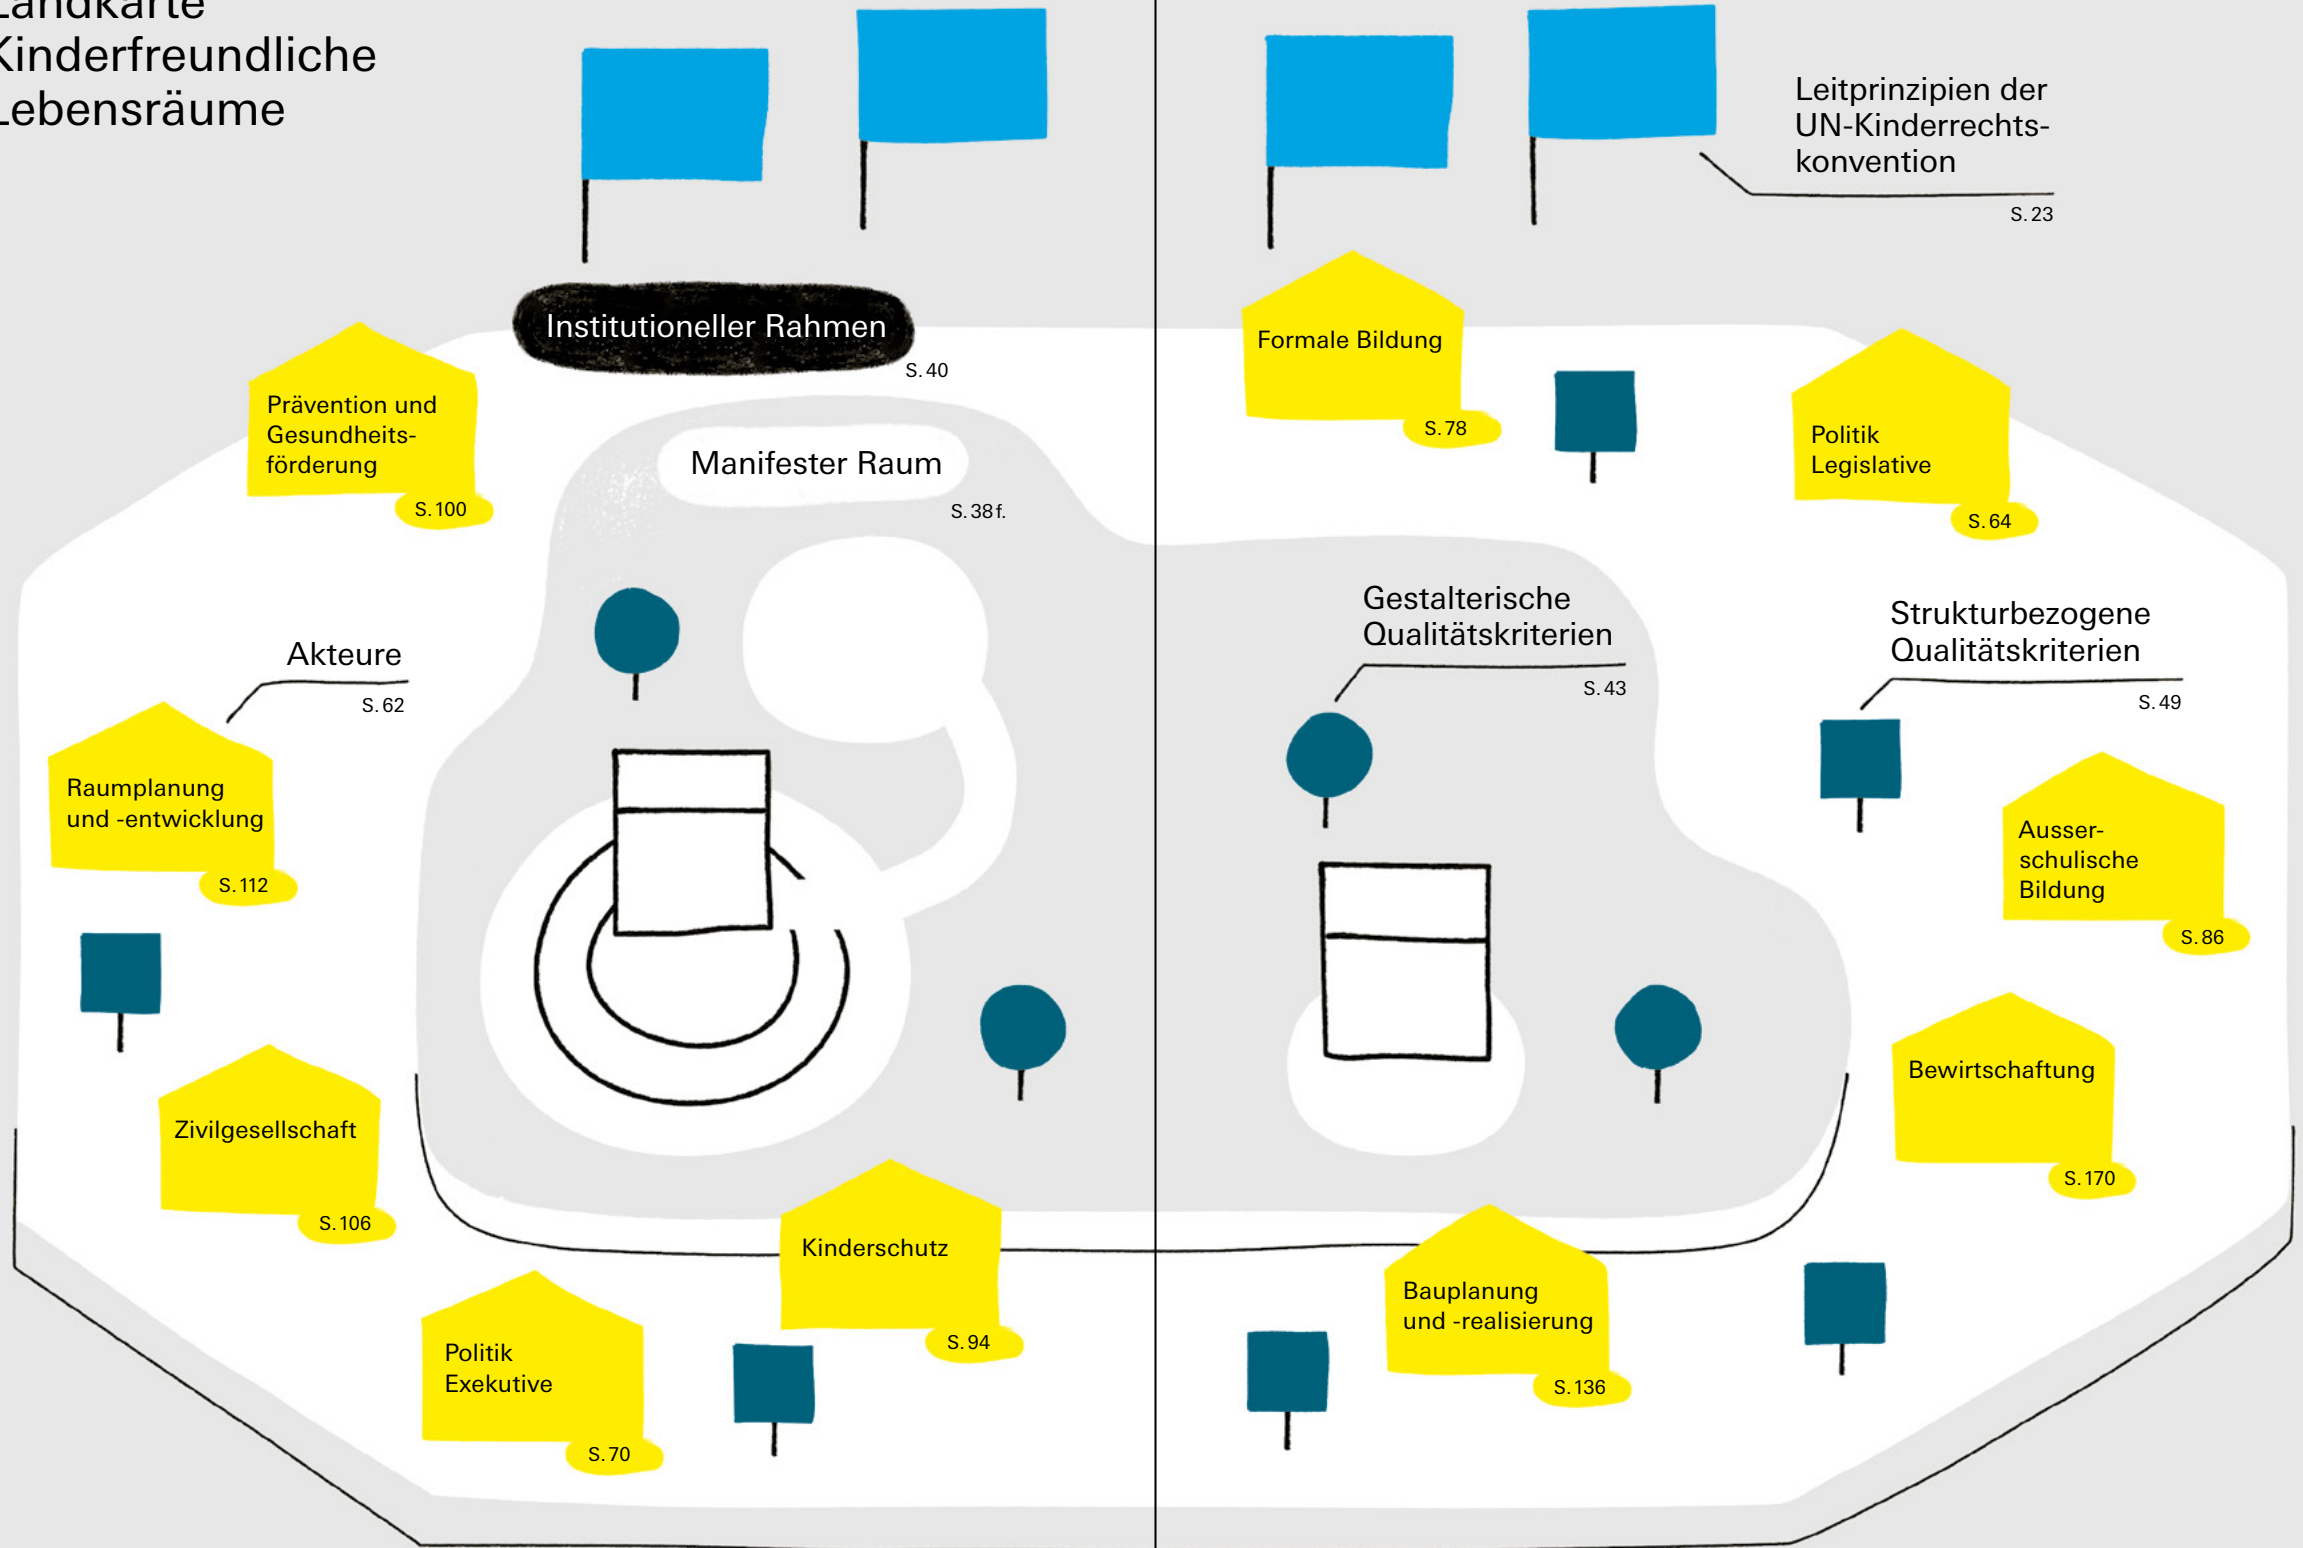 Landkarte
Kinderfreundliche
Lebensräume
Leitprinzipien der
UN-Kinderrechts-
konvention
S. 23
Institutioneller Rahmen
S. 40
Formale Bildung
S. 78
Prävention und
Gesundheits-
förderung
S. 100
Manifester Raum
S. 38 f.
Politik
Legislative
S. 64
Akteure
S. 62
Gestalterische
Qualitätskriterien
S. 43
Strukturbezogene
Qualitätskriterien
S. 49
Raumplanung
und -entwicklung
S. 112
Ausser-
schulische
Bildung
S. 86
Bewirtschaftung
S. 170
Zivilgesellschaft
S. 106
Kinderschutz
S. 94
Bauplanung
und -realisierung
S. 136
Politik
Exekutive
S. 70